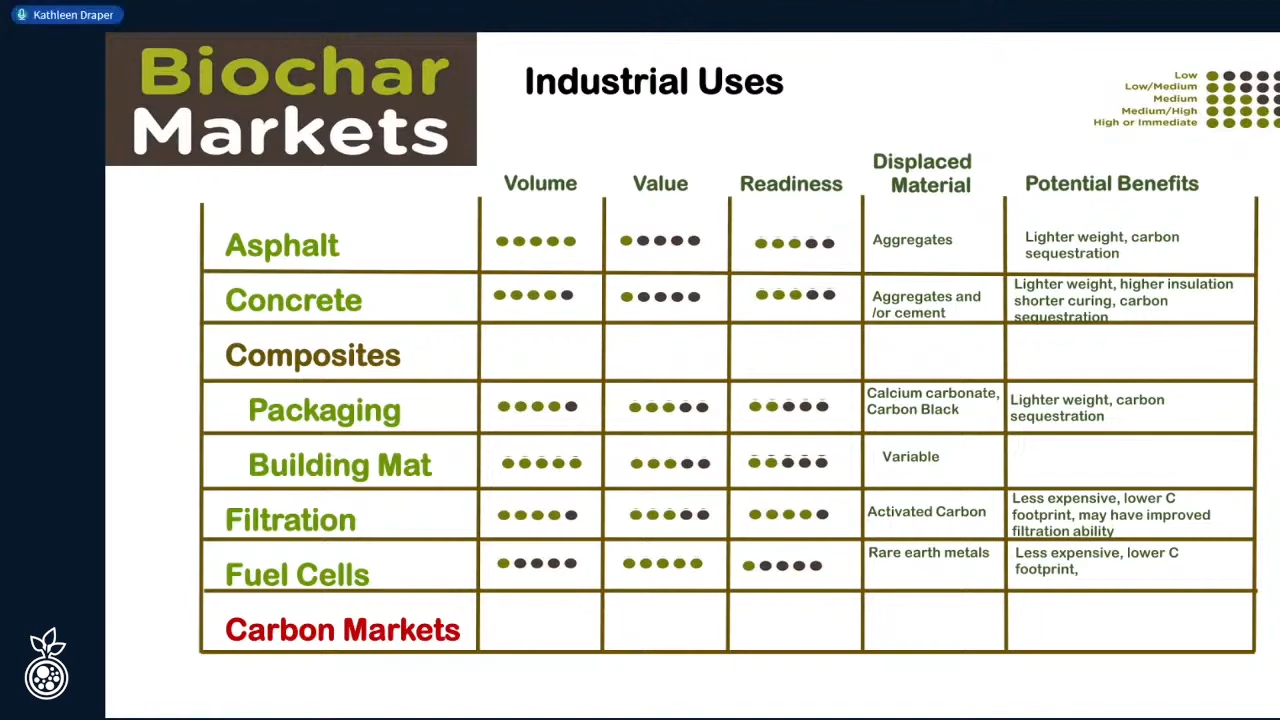 Kathleen Draper
Biochar
Markets
Industrial Uses
Low
Low/Medium
Medium
Medium/High
High or Immediate
Volume
Value
Readiness
Displaced
Material
Potential Benefits
Asphalt
Aggregates
Lighter weight, carbon
sequestration
Concrete
Aggregates and
/or cement
Lighter weight, higher insulation
shorter curing, carbon
sequestration
Composites
Packaging
Calcium carbonate,
Carbon Black
Lighter weight, carbon
sequestration
Building Mat
Variable
Filtration
Activated Carbon
Less expensive, lower C
footprint, may have improved
filtration ability
Fuel Cells
Rare earth metals
Less expensive, lower C
footprint,
Carbon Markets